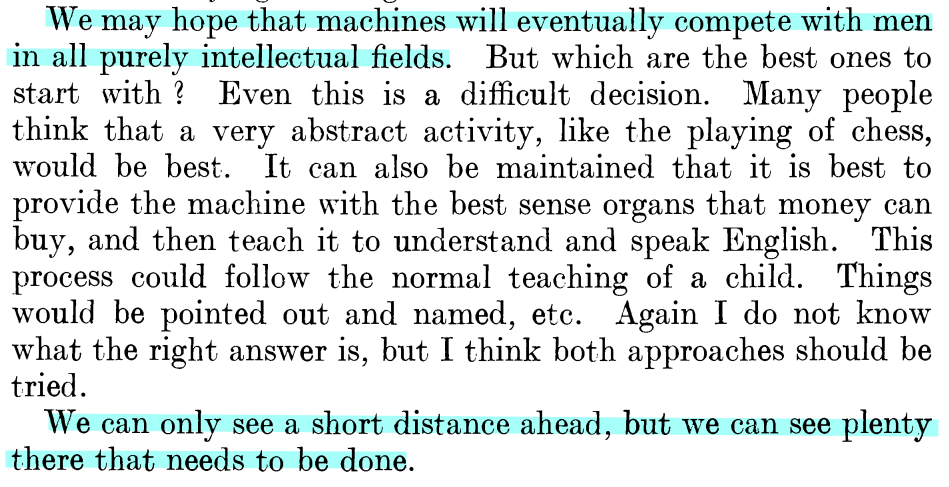 We may hope that machines will eventually compete with men
in all purely intellectual fields. But which are the best ones to
start with ? Even this is a difficult decision. Many people
think that a very abstract activity, like the playing of chess,
would be best. It can also be maintained that it is best to
provide the machine with the best sense organs that money can
buy, and then teach it to understand and speak English. This
process could follow the normal teaching of a child. Things
would be pointed out and named, etc. Again I do not know
what the right answer is, but I think both approaches should be
tried.
We can only see a short distance ahead, but we can see plenty
there that needs to be done.